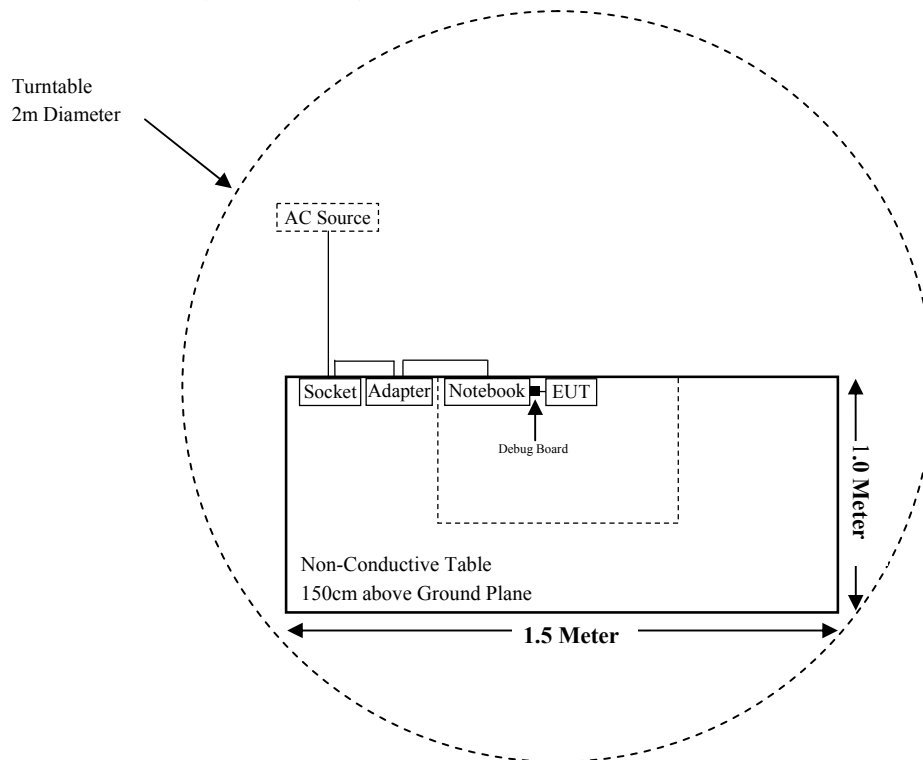 Turntable
2m Diameter
AC Source
Socket
Adapter
Notebook
EUT
Debug Board
1.0 Meter
Non-Conductive Table
150cm above Ground Plane
1.5 Meter